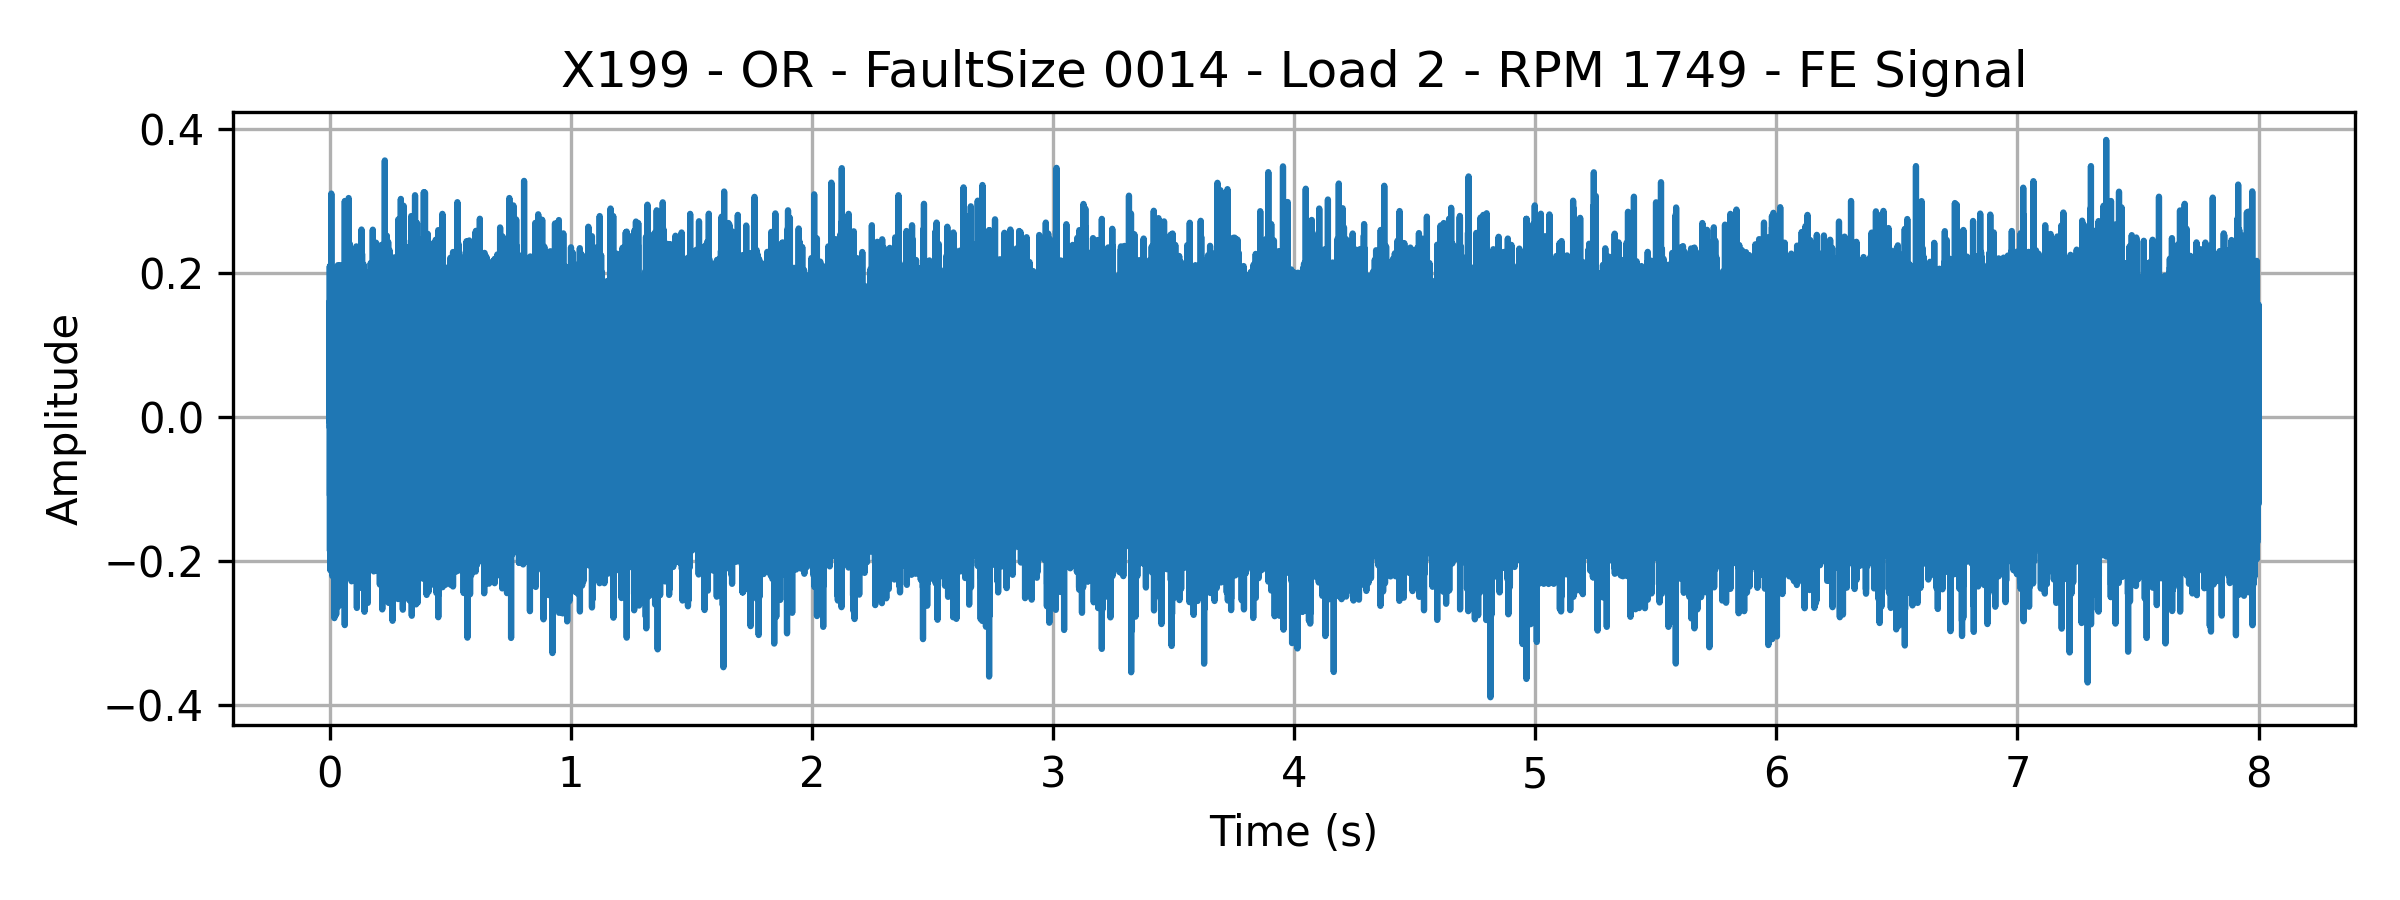 X199 - OR - FaultSize 0014 - Load 2 - RPM 1749 - FE Signal
0.4
0.2
0.0
−0.2
−0.4
Amplitude
0 1 2 3 4 5 6 7 8
Time (s)